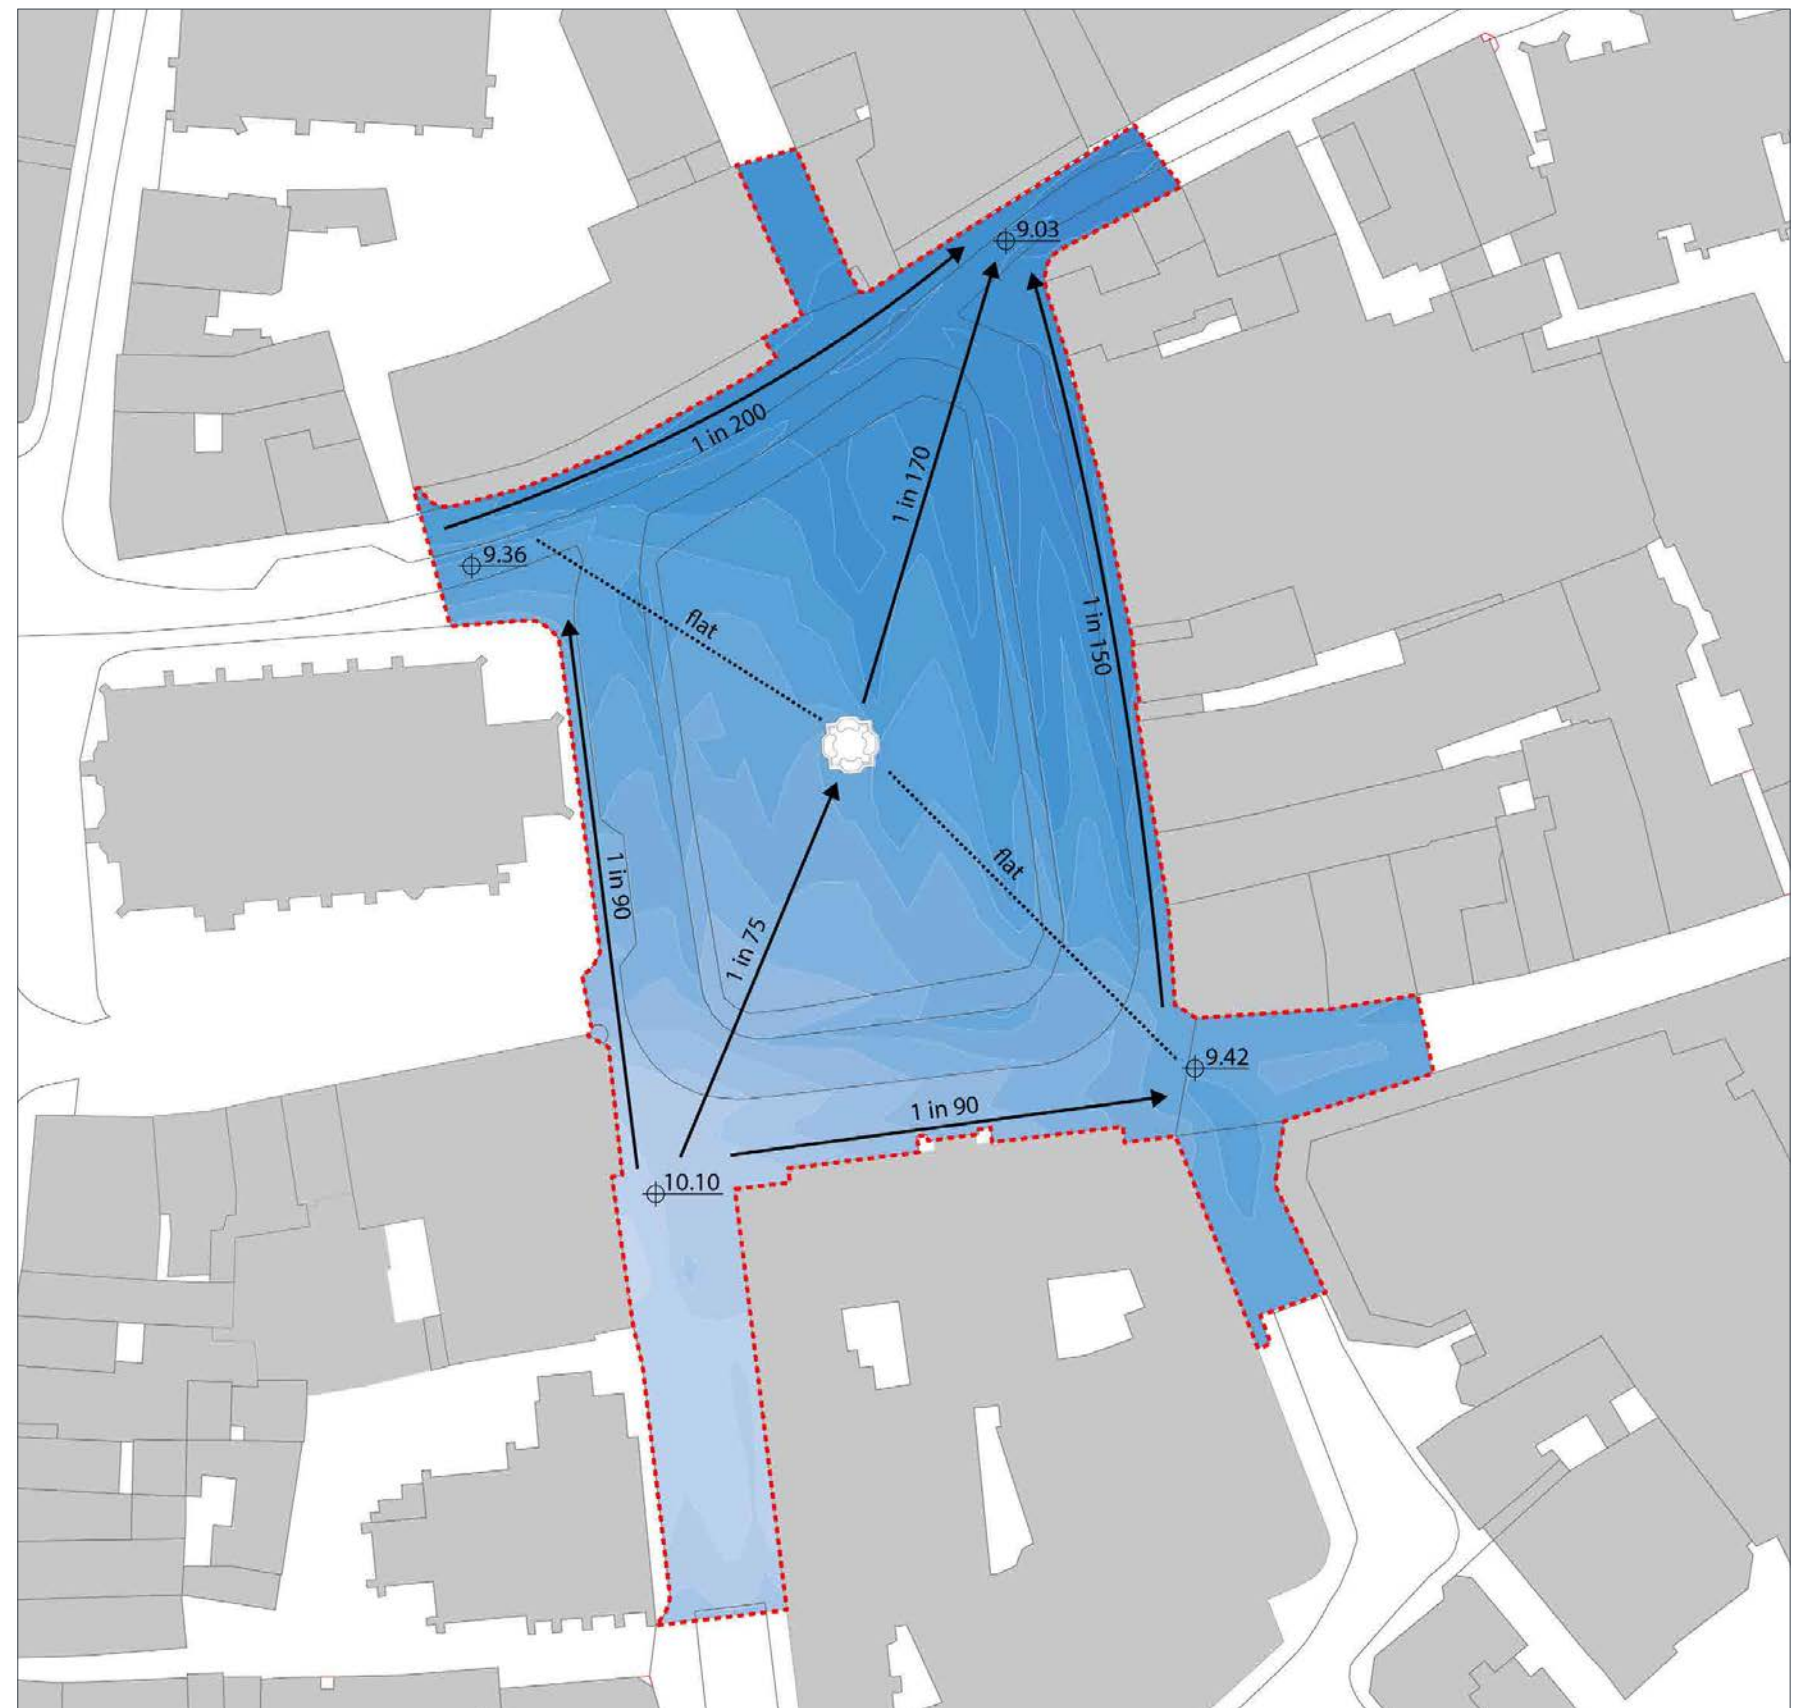 9.03
1 in 200
1 in 170
9.36
flat
1 in 150
flat
1 in 90
1 in 75
9.42
1 in 90
10.10